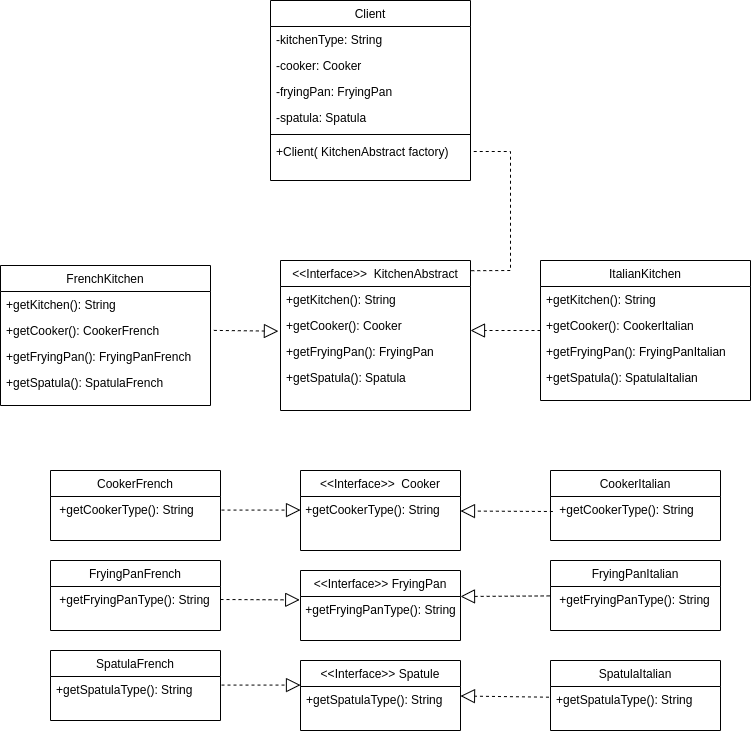 Client
-kitchenType: String
-cooker: Cooker
-fryingPan: FryingPan
-spatula: Spatula
+Client( KitchenAbstract factory)
FrenchKitchen
+getKitchen(): String
+getCooker(): CookerFrench
+getFryingPan(): FryingPanFrench
+getSpatula(): SpatulaFrench
<<Interface>> KitchenAbstract
+getKitchen(): String
+getCooker(): Cooker
+getFryingPan(): FryingPan
+getSpatula(): Spatula
ItalianKitchen
+getKitchen(): String
+getCooker(): CookerItalian
+getFryingPan(): FryingPanItalian
+getSpatula(): SpatulaItalian
CookerFrench
+getCookerType(): String
<<Interface>> Cooker
+getCookerType(): String
CookerItalian
+getCookerType(): String
FryingPanFrench
+getFryingPanType(): String
<<Interface>> FryingPan
+getFryingPanType(): String
FryingPanItalian
+getFryingPanType(): String
SpatulaFrench
+getSpatulaType(): String
<<Interface>> Spatule
+getSpatulaType(): String
SpatulaItalian
+getSpatulaType(): String